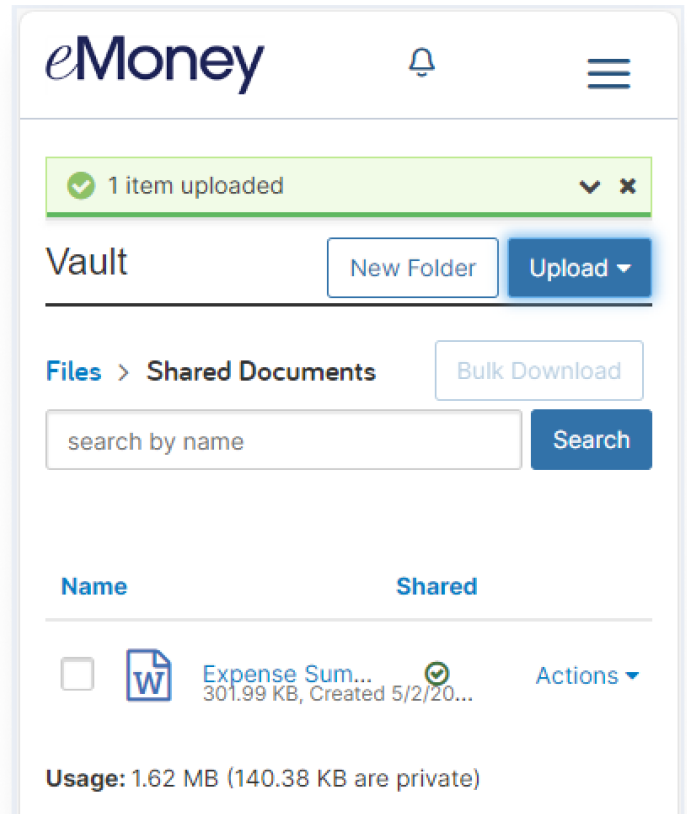 eMoney
1 item uploaded
Vault
New Folder
Upload
Files > Shared Documents
Bulk Download
search by name
Search
Name Shared
W Expense Sum... Actions
301.99 KB, Created 5/2/20...
Usage: 1.62 MB (140.38 KB are private)